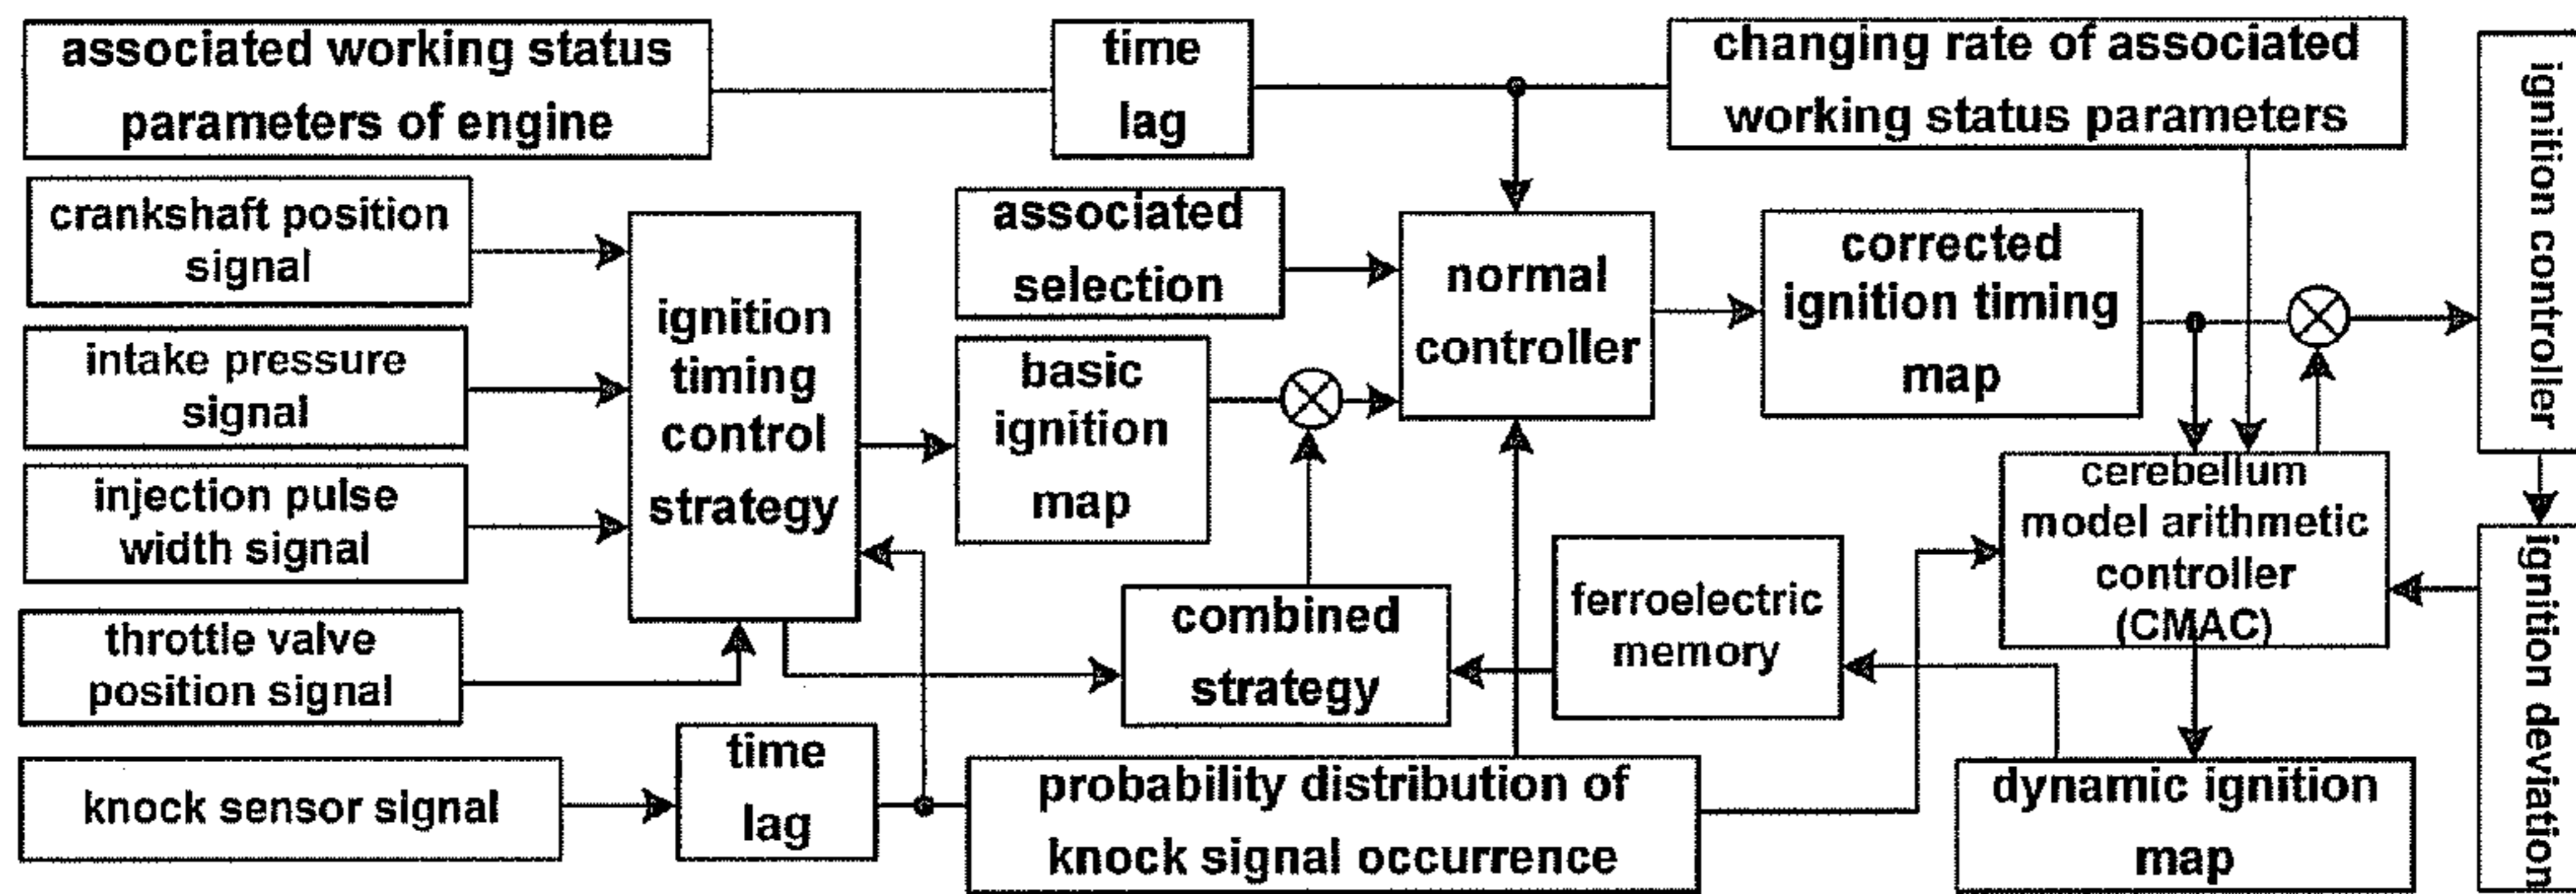 associated working status
parameters of engine
time
lag
changing rate of associated
working status parameters
ignition controller
crankshaft position
signal
intake pressure
signal
injection pulse
width signal
throttle valve
position signal
knock sensor signal
ignition
timing
control
strategy
associated
selection
basic
ignition
map
normal
controller
corrected
ignition timing
map
cerebellum
model arithmetic
controller
(CMAC)
ignition deviation
combined
strategy
ferroelectric
memory
time
lag
probability distribution of
knock signal occurrence
dynamic ignition
map